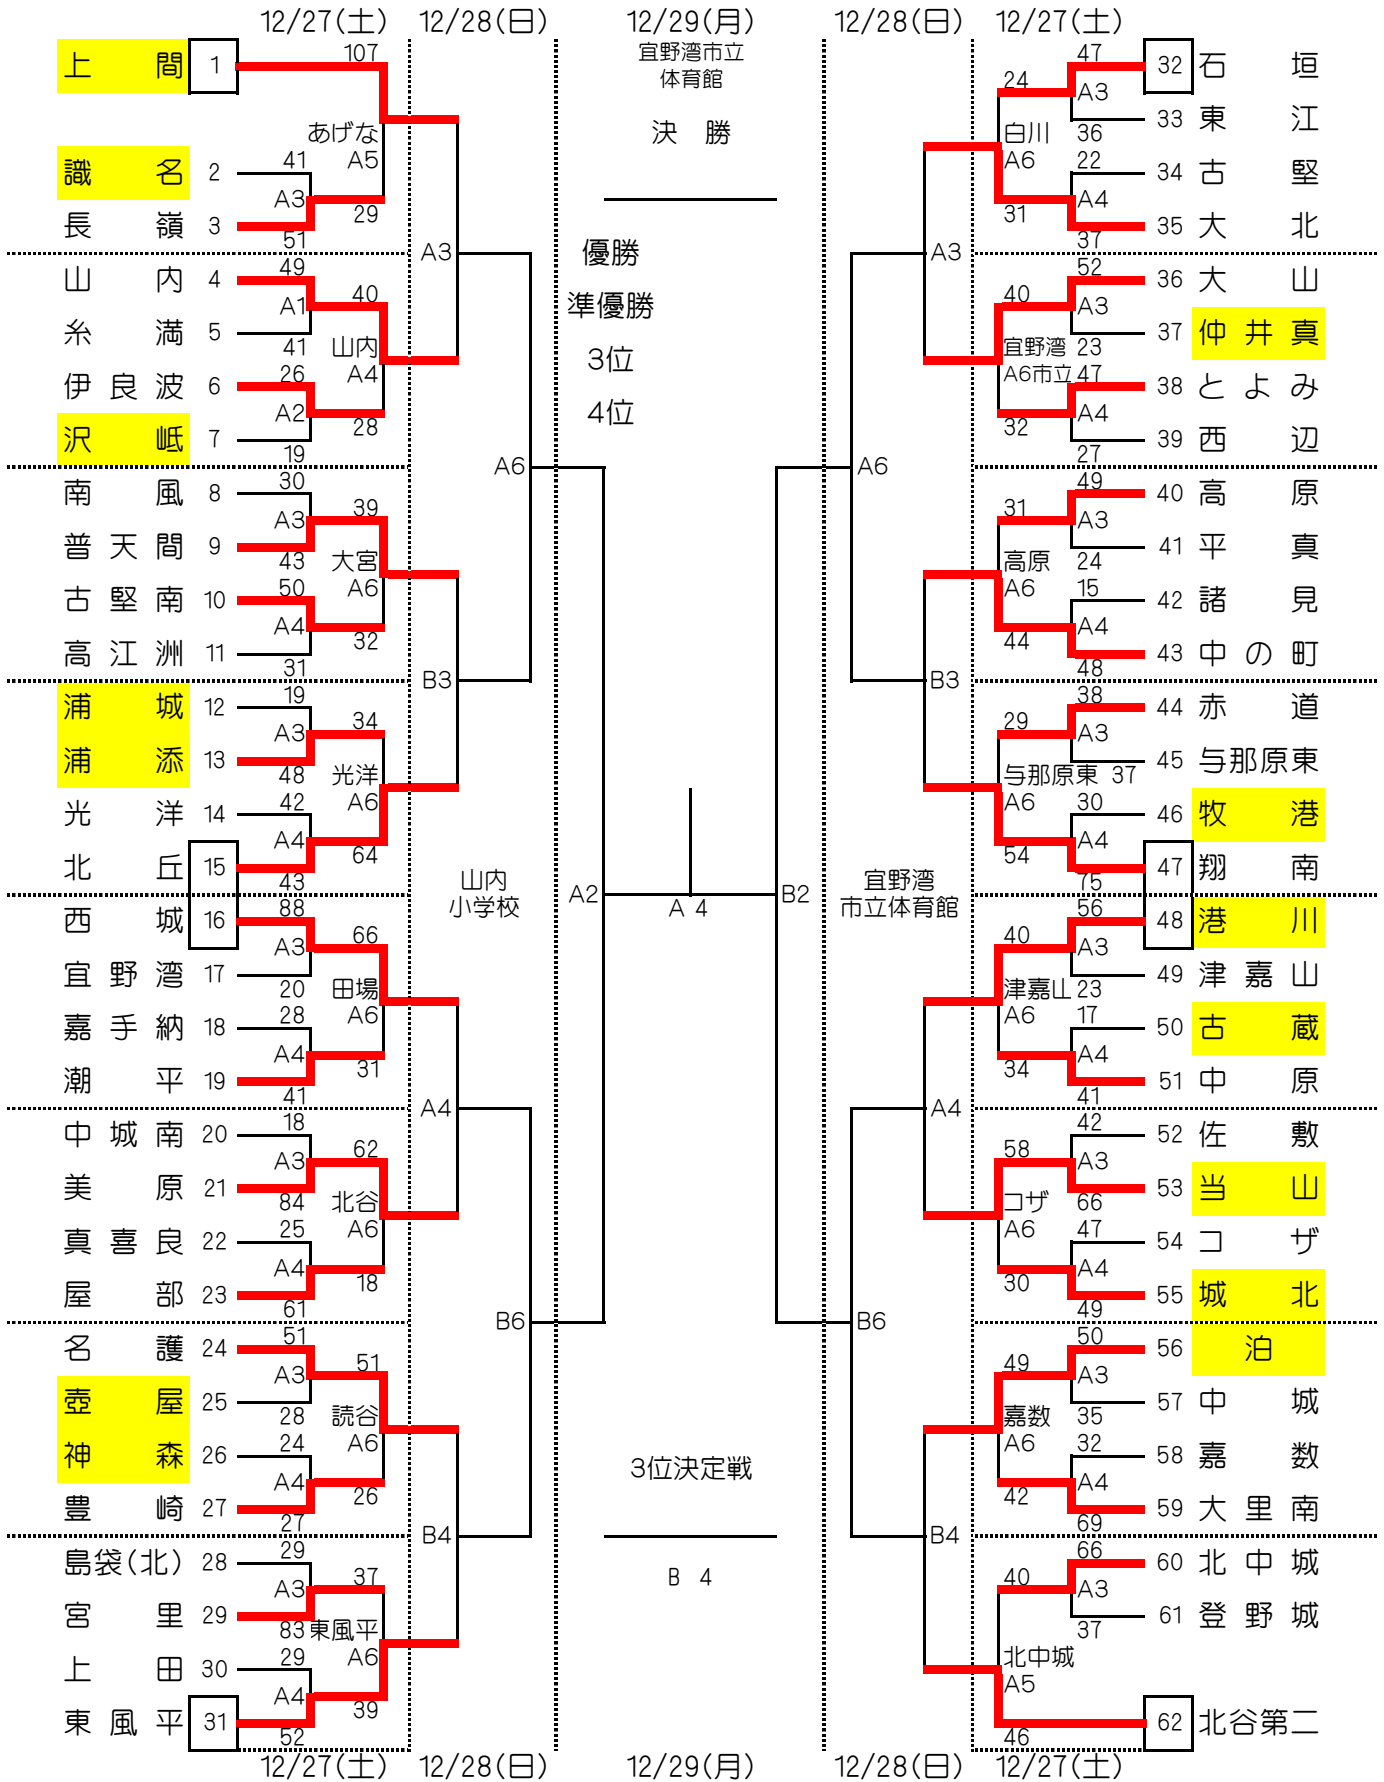 12/27(土) 12/28(日) 12/29(月) 12/28(日) 12/27(土)
宜野湾市立
体育館
決 勝
優勝
準優勝
3位
4位
上 間 1 107
あげな
A5
識 名 2 41
A3
長 嶺 3 51 29
A3
山 内 4 49 40
A1
糸 満 5 41 山内
A4
伊良波 6 26
A2
沢 岻 7 19 28
A6
南 風 8 30 39
A3
普天間 9 43 大宮
A6
古堅南 10 50
A4
高江洲 11 31 32
B3
浦 城 12 19 34
A3
浦 添 13 48 光洋
A6
光 洋 14 42
A4
北 丘 15 43 64
山内
小学校
A2
西 城 16 88 66
A3
宜野湾 17 20 田場
A6
嘉手納 18 28
A4
潮 平 19 41 31
A4
中城南 20 18 62
A3
美 原 21 84 北谷
A6
真喜良 22 25
A4
屋 部 23 61 18
B6
名 護 24 51 51
A3
壺 屋 25 28 読谷
A6
神 森 26 24
A4
豊 崎 27 27 26
B4
島袋(北) 28 29 37
A3
宮 里 29 83 東風平
A6
上 田 30 29
A4
東風平 31 52 39
A 4
3位決定戦
B 4
47 32 石 垣
24 A3
36 33 東 江
白川
A6
22 34 古 堅
A4
31 37 35 大 北
A3
52 36 大 山
40 A3
宜野湾 23 37 仲井真
A6市立
47 38 とよみ
A4
32 27 39 西 辺
A6
49 40 高 原
31 A3
高原 24 41 平 真
A6
15 42 諸 見
A4
44 48 43 中の町
B3
38 44 赤 道
29 A3
与那原東 37 45 与那原東
A6
30 46 牧 港
A4
54 75 47 翔 南
B2
宜野湾
市立体育館
56 48 港 川
40 A3
津嘉山 23 49 津嘉山
A6
17 50 古 蔵
A4
34 41 51 中 原
A4
42 52 佐 敷
58 A3
66 53 当 山
コザ
A6
47 54 コ ザ
A4
30 49 55 城 北
B6
50 56 泊
49 A3
35 57 中 城
嘉数
A6
32 58 嘉 数
A4
42 69 59 大里南
B4
66 60 北中城
40 A3
37 61 登野城
北中城
A5
46 62 北谷第二
12/27(土) 12/28(日) 12/29(月) 12/28(日) 12/27(土)